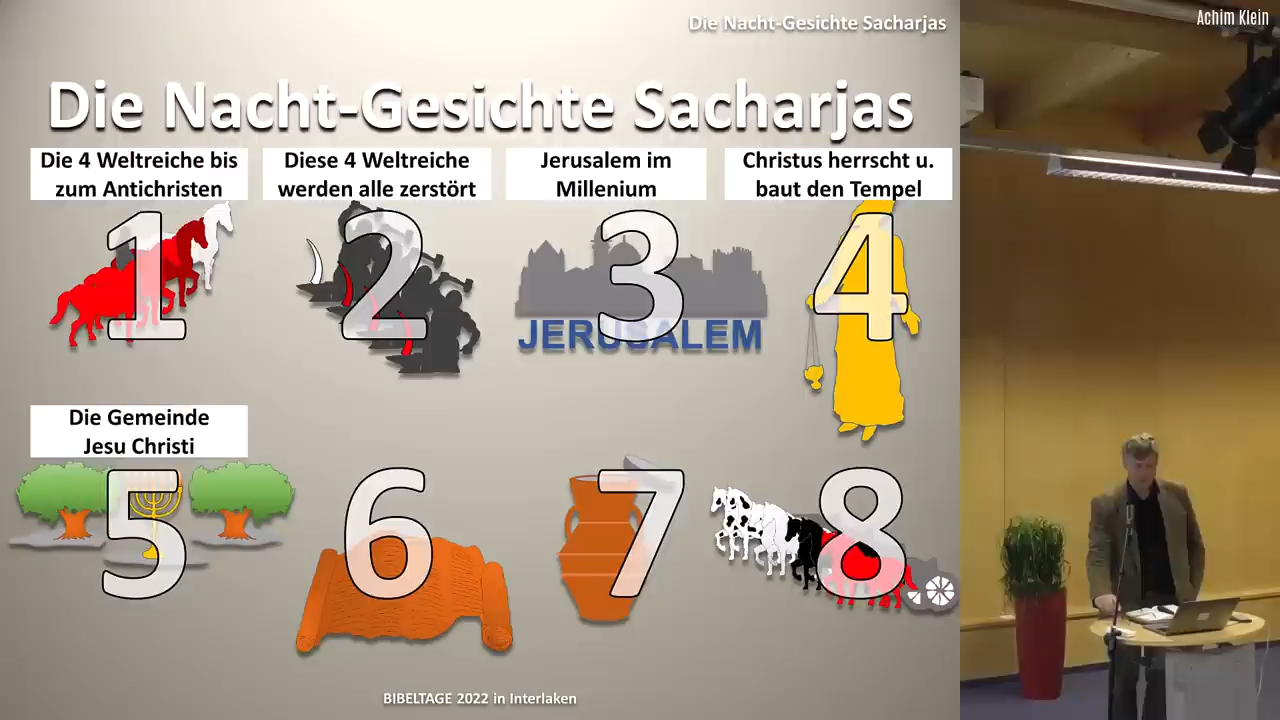 Die Nacht-Gesichte Sacharjas
Achim Klein
Die Nacht-Gesichte Sacharjas
Die 4 Weltreiche bis
zum Antichristen
Diese 4 Weltreiche
werden alle zerstört
Jerusalem im
Millenium
Christus herrscht u.
baut den Tempel
1
2
3
4
JERUSALEM
Die Gemeinde
Jesu Christi
5
6
7
8
BIBELTAGE 2022 in Interlaken